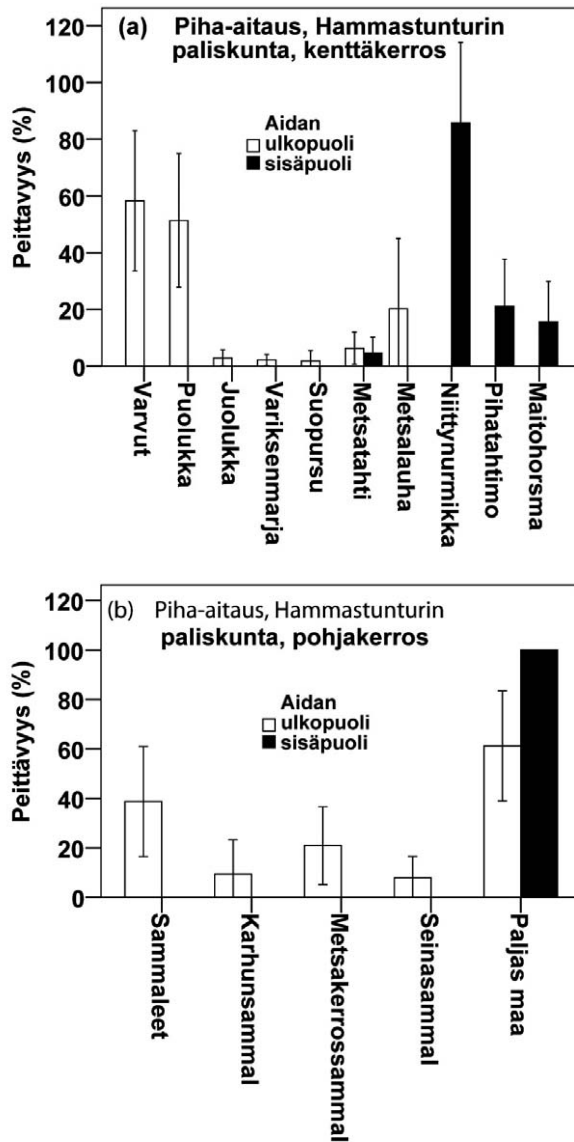 (a) Piha-aitaus, Hammastunturin
paliskunta, kenttäkerros
Aidan
ulkopuoli
sisäpuoli
Peittavyys (%)
120
100
80
60
40
20
0
Varvut
Puolukka
Juolukka
Variksenmarja
Suopursu
Metsatahti
Metsalauha
Niittynurmikka
Pihatahtimo
Maitohorsma
(b) Piha-aitaus, Hammastunturin
paliskunta, pohjakerros
Aidan
ulkopuoli
sisäpuoli
Peittävyys (%)
120
100
80
60
40
20
0
Sammaleet
Karhunsammal
Metsakerrossammal
Seinasammal
Paljas maa